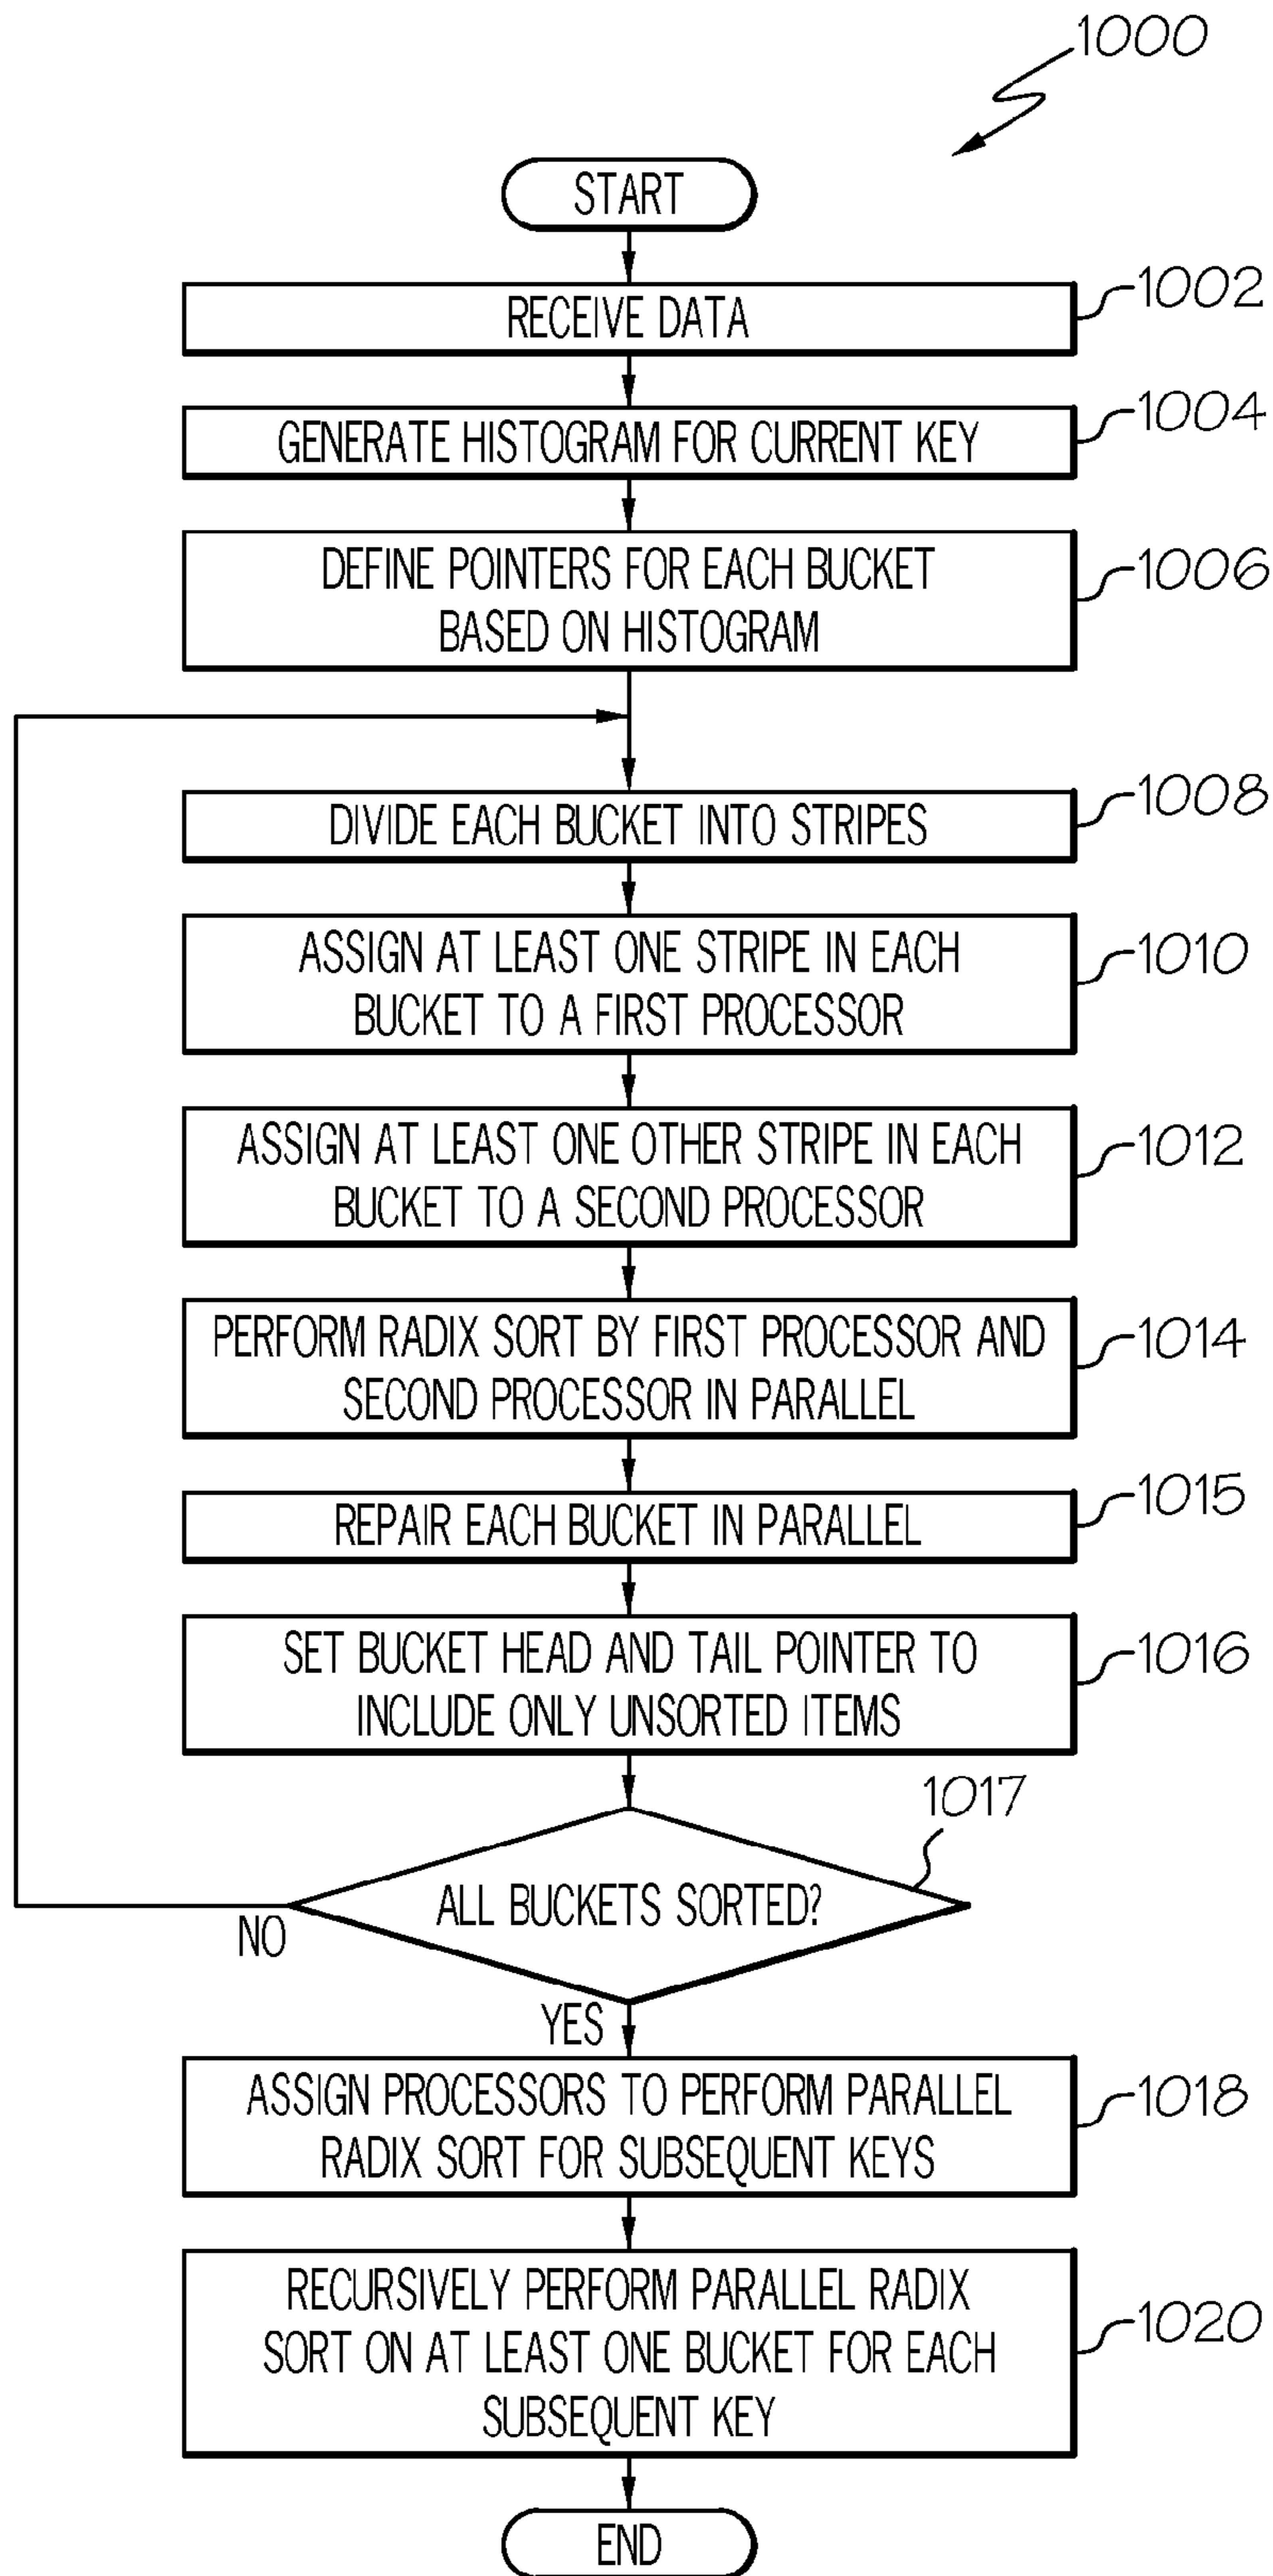 1000
START
RECEIVE DATA
1002
GENERATE HISTOGRAM FOR CURRENT KEY
1004
DEFINE POINTERS FOR EACH BUCKET
BASED ON HISTOGRAM
1006
DIVIDE EACH BUCKET INTO STRIPES
1008
ASSIGN AT LEAST ONE STRIPE IN EACH
BUCKET TO A FIRST PROCESSOR
1010
ASSIGN AT LEAST ONE OTHER STRIPE IN EACH
BUCKET TO A SECOND PROCESSOR
1012
PERFORM RADIX SORT BY FIRST PROCESSOR AND
SECOND PROCESSOR IN PARALLEL
1014
REPAIR EACH BUCKET IN PARALLEL
1015
SET BUCKET HEAD AND TAIL POINTER TO
INCLUDE ONLY UNSORTED ITEMS
1016
1017
ALL BUCKETS SORTED?
NO
YES
ASSIGN PROCESSORS TO PERFORM PARALLEL
RADIX SORT FOR SUBSEQUENT KEYS
1018
RECURSIVELY PERFORM PARALLEL RADIX
SORT ON AT LEAST ONE BUCKET FOR EACH
SUBSEQUENT KEY
1020
END